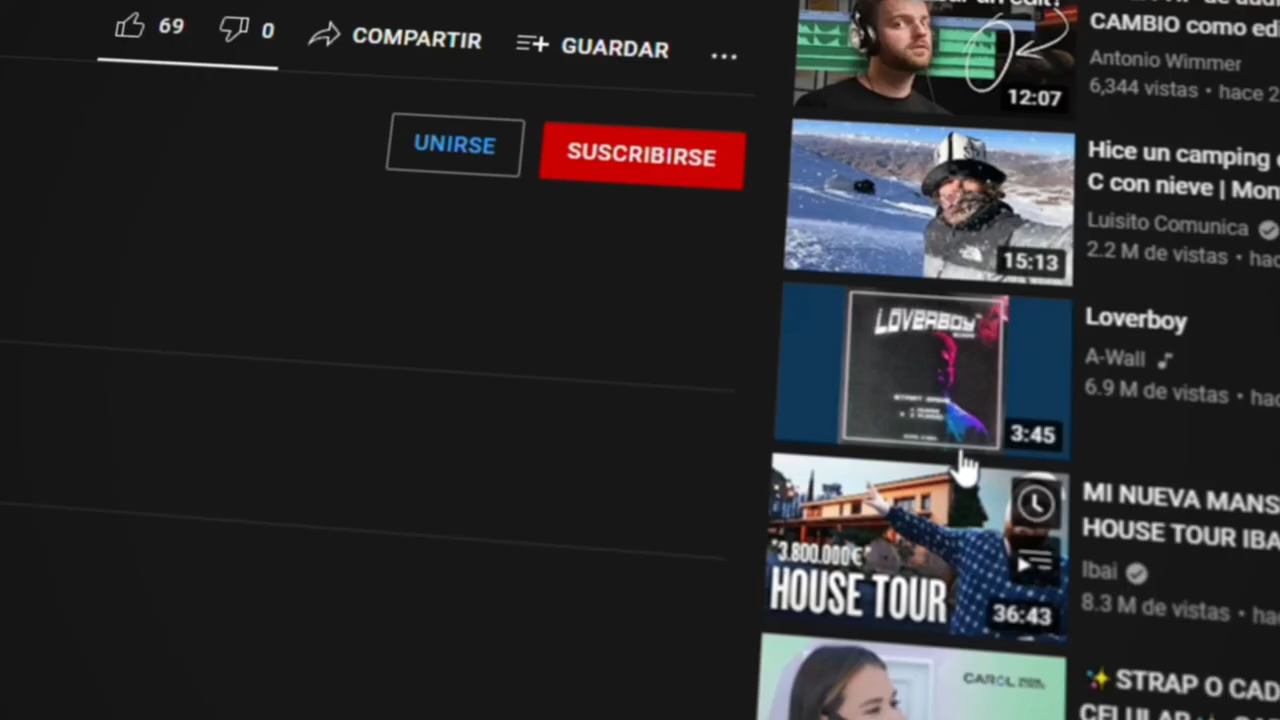 69
0
COMPARTIR
GUARDAR
UNIRSE
SUSCRIBIRSE
12:07
CAMBIO como edi
Antonio Wimmer
6,344 vistas • hace 2
15:13
Hice un camping
C con nieve | Mon
Luisito Comunica
2.2 M de vistas • hac
LOVERBOY
3:45
Loverboy
A-Wall
6.9 M de vistas • hac
3.800.000€
HOUSE TOUR
36:43
MI NUEVA MANS
HOUSE TOUR IBA
Ibai
8.3 M de vistas • ha
CAROL
✨ STRAP O CAD
CELULAR